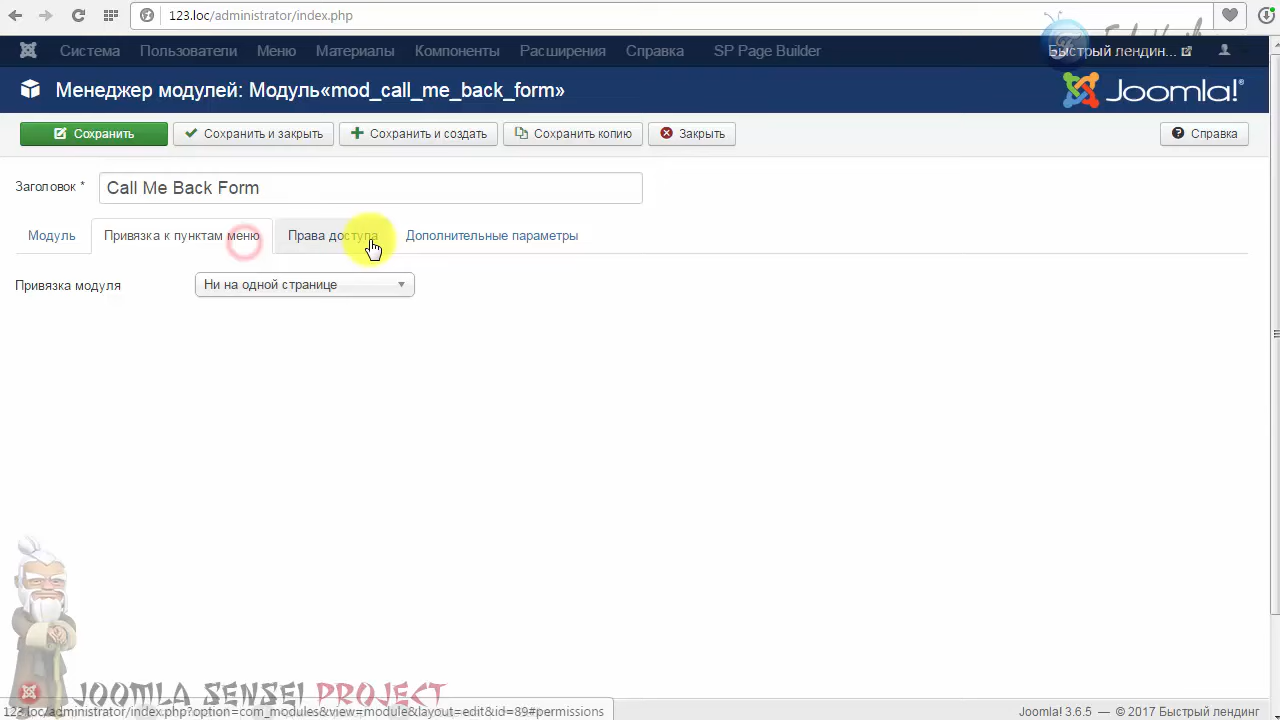 123.loc/administrator/index.php
Система Пользователи Меню Материалы Компоненты Расширения Справка SP Page Builder Быстрый лендин...
Менеджер модулей: Модуль«mod_call_me_back_form» Joomla!®
Сохранить Сохранить и закрыть Сохранить и создать Сохранить копию Закрыть Справка
Заголовок * Call Me Back Form
Модуль Привязка к пунктам меню Права доступа Дополнительные параметры
Привязка модуля Ни на одной странице
JOOMLA SENSEI PROJECT
123.loc/administrator/index.php?option=com_modules&view=module&layout=edit&id=89#permissions Joomla! 3.6.5 — © 2017 Быстрый лендинг